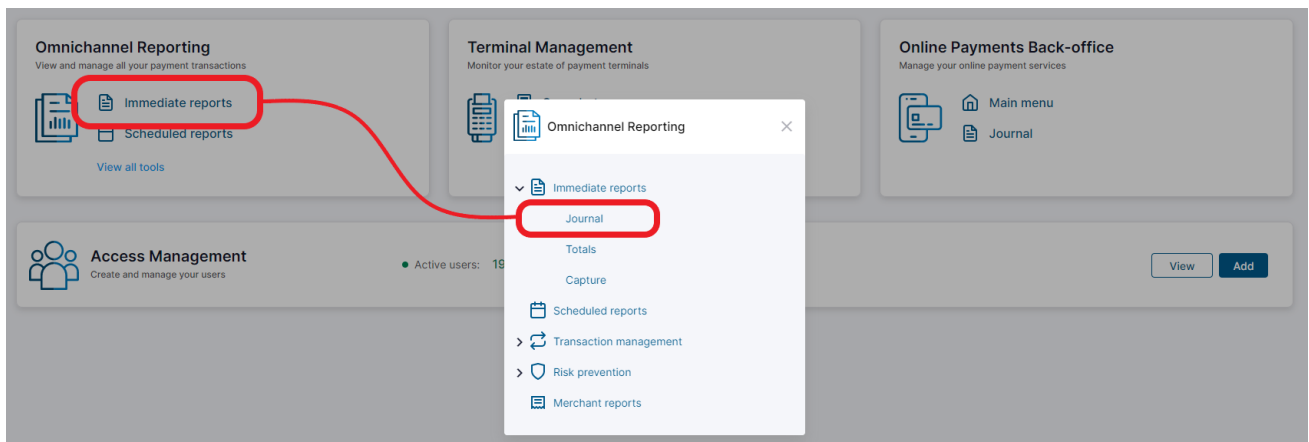 Omnichannel Reporting
View and manage all your payment transactions
Immediate reports
Scheduled reports
View all tools
Terminal Management
Monitor your estate of payment terminals
Online Payments Back-office
Manage your online payment services
Main menu
Journal
Omnichannel Reporting
Immediate reports
Journal
Totals
Capture
Scheduled reports
Transaction management
Risk prevention
Merchant reports
Access Management
Create and manage your users
Active users: 19
View
Add